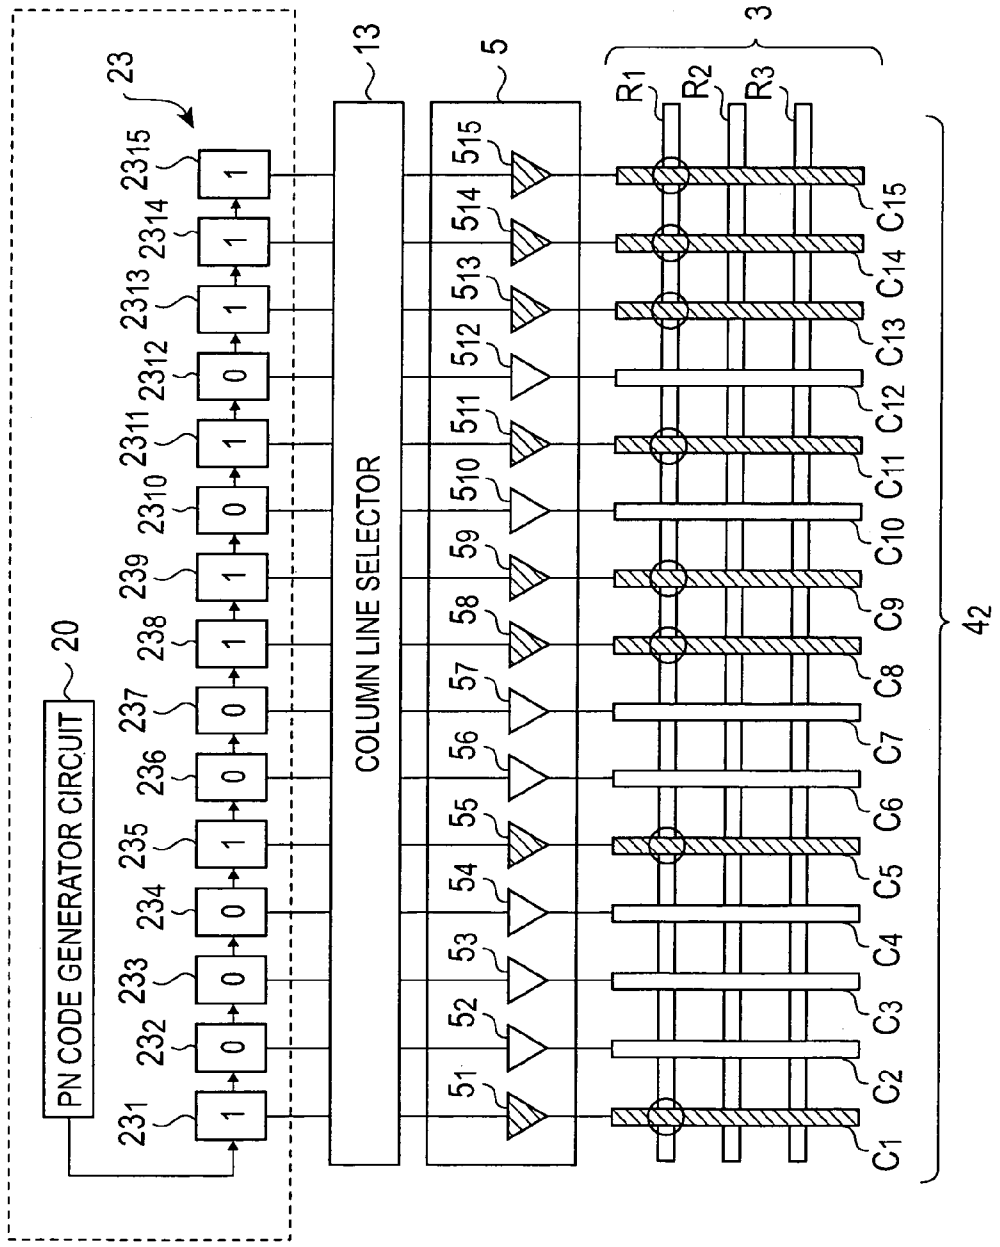 PN CODE GENERATOR CIRCUIT
20
23
231 232 233 234 235 236 237 238 239 2310 2311 2312 2313 2314 2315
1 0 0 0 1 0 0 1 1 0 1 0 1 1 1
COLUMN LINE SELECTOR
13
5
51 52 53 54 55 56 57 58 59 510 511 512 513 514 515
R1
R2
R3
3
C1 C2 C3 C4 C5 C6 C7 C8 C9 C10 C11 C12 C13 C14 C15
42